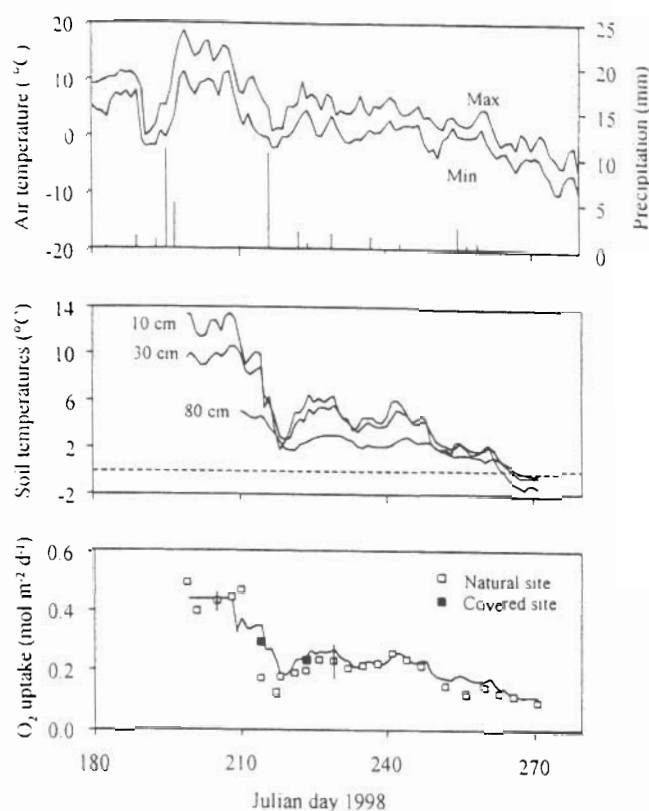 20
10
0
-10
-20
Air temperature ( °C)
25
20
15
10
5
0
Precipitation (mm)
Max
Min
14
10
6
2
-2
Soil temperatures (°C)
10 cm
30 cm
80 cm
0.6
0.4
0.2
0.0
O₂ uptake (mol m⁻² d⁻¹)
Natural site
Covered site
180
210
240
270
Julian day 1998